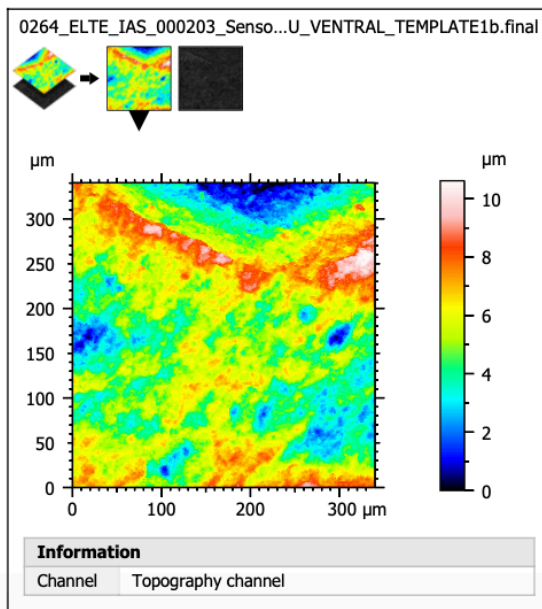 0264_ELTE_IAS_000203_Senso...U_VENTRAL_TEMPLATE1b.final
µm
µm
300
250
200
150
100
50
0
0
100
200
300 µm
10
8
6
4
2
0
Information
Channel Topography channel